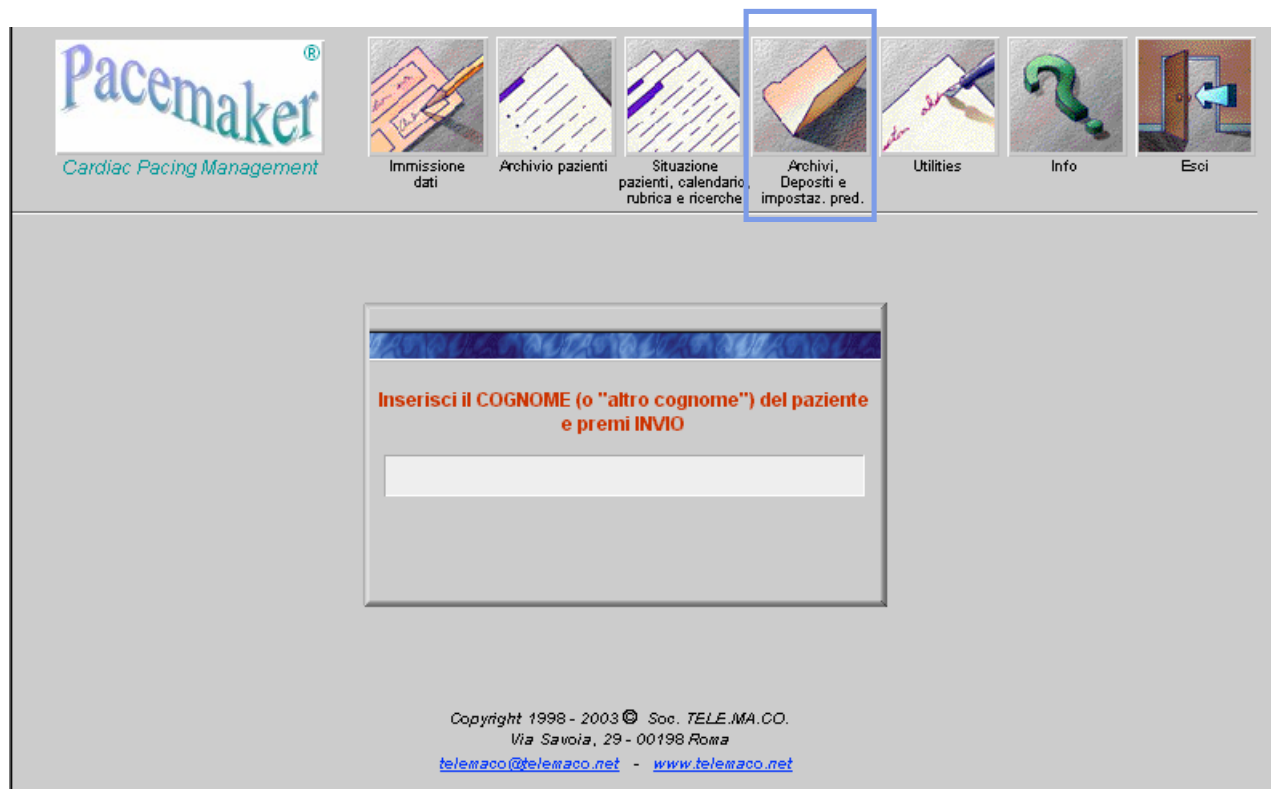 Pacemaker®
Cardiac Pacing Management
Immissione
dati
Archivio pazienti
Situazione
pazienti, calendario,
rubrica e ricerche
Archivi,
Depositi e
impostaz. pred.
Utilities
Info
Esci
Inserisci il COGNOME (o "altro cognome") del paziente
e premi INVIO
Copyright 1998 - 2003 © Soc. TELE.MA.CO.
Via Savoia, 29 - 00198 Roma
telemaco@telemaco.net - www.telemaco.net